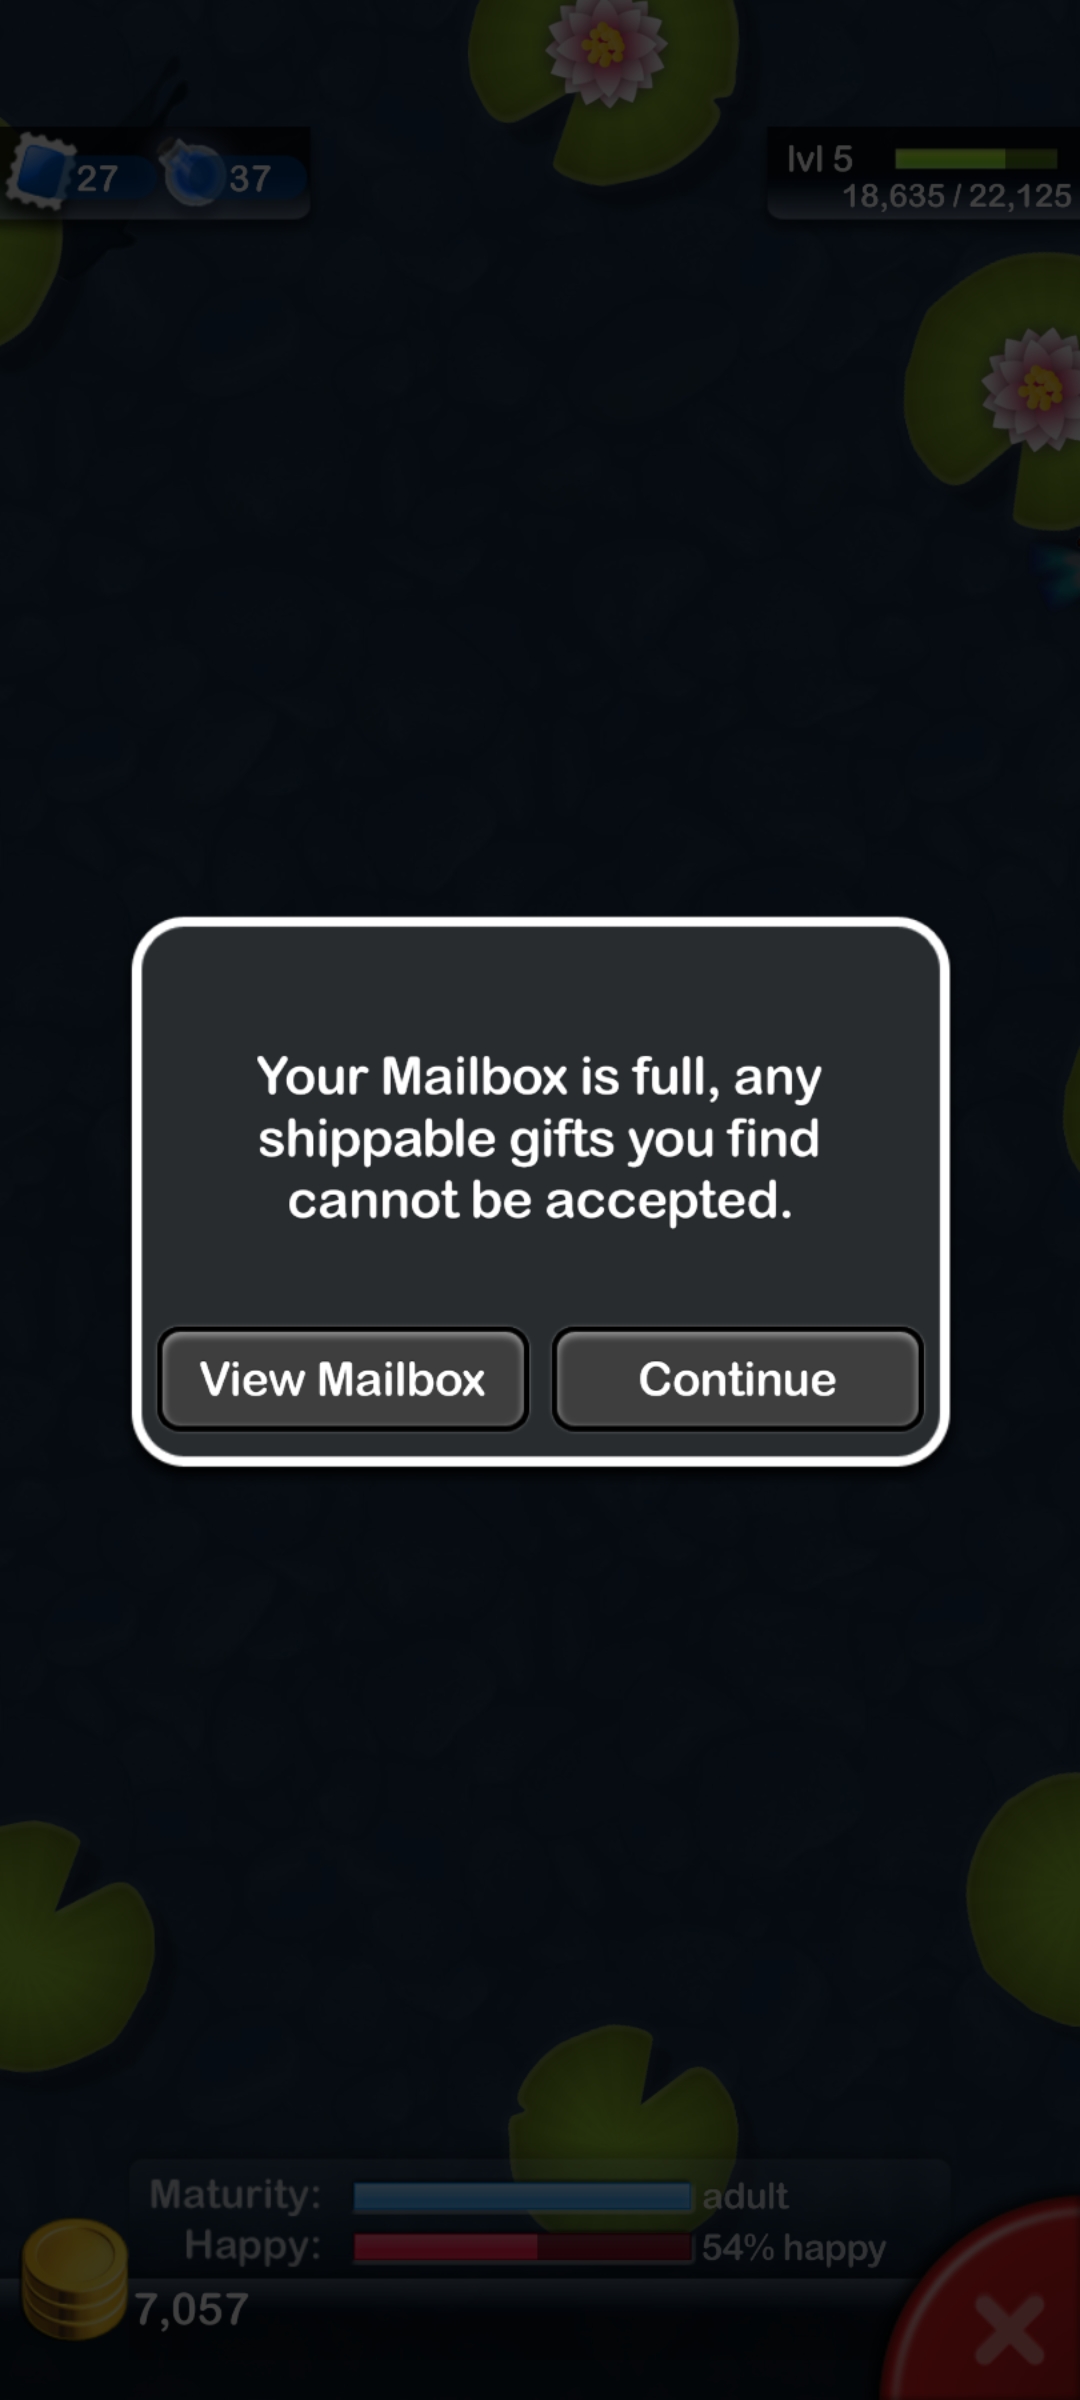 27
37
lvl 5
18,635 / 22,125
Your Mailbox is full, any
shippable gifts you find
cannot be accepted.
View Mailbox
Continue
Maturity:
adult
Happy:
54% happy
7,057